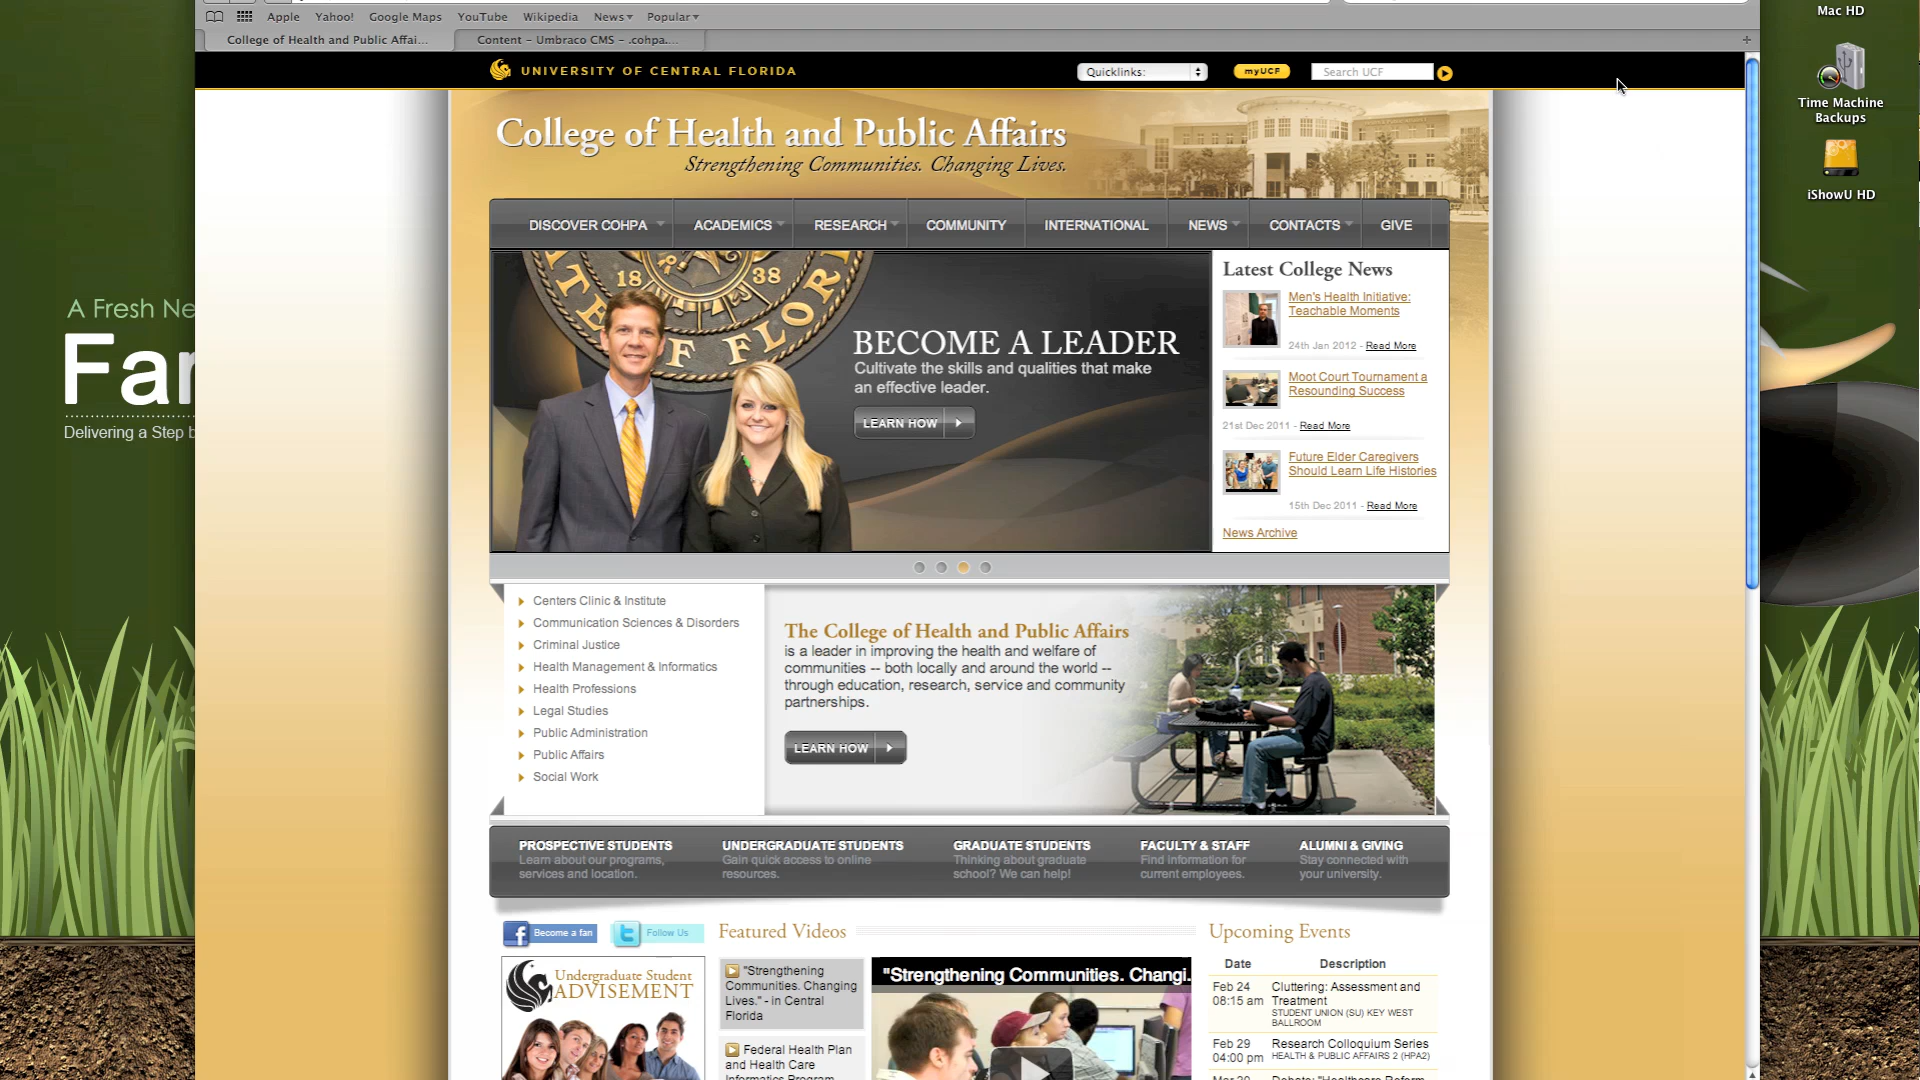 Apple Yahoo! Google Maps YouTube Wikipedia News Popular
College of Health and Public Affai... Content - Umbraco CMS - .cohpa....
UNIVERSITY OF CENTRAL FLORIDA Quicklinks: myUCF Search UCF
College of Health and Public Affairs
Strengthening Communities. Changing Lives.
DISCOVER COHPA ACADEMICS RESEARCH COMMUNITY INTERNATIONAL NEWS CONTACTS GIVE
18 38
BECOME A LEADER
Cultivate the skills and qualities that make
an effective leader.
LEARN HOW
Latest College News
Men's Health Initiative:
Teachable Moments
24th Jan 2012 - Read More
Moot Court Tournament a
Resounding Success
21st Dec 2011 - Read More
Future Elder Caregivers
Should Learn Life Histories
15th Dec 2011 - Read More
News Archive
Centers Clinic & Institute
Communication Sciences & Disorders
Criminal Justice
Health Management & Informatics
Health Professions
Legal Studies
Public Administration
Public Affairs
Social Work
The College of Health and Public Affairs
is a leader in improving the health and welfare of
communities -- both locally and around the world --
through education, research, service and community
partnerships.
LEARN HOW
PROSPECTIVE STUDENTS
Learn about our programs,
services and location.
UNDERGRADUATE STUDENTS
Gain quick access to online
resources.
GRADUATE STUDENTS
Thinking about graduate
school? We can help!
FACULTY & STAFF
Find information for
current employees.
ALUMNI & GIVING
Stay connected with
your university.
Become a fan Follow Us
Undergraduate Student
ADVISEMENT
Featured Videos
"Strengthening
Communities. Changing
Lives." - in Central
Florida
Federal Health Plan
and Health Care
Informatics Program
"Strengthening Communities. Changi...
Upcoming Events
Date Description
Feb 24 Cluttering: Assessment and
08:15 am Treatment
STUDENT UNION (SU) KEY WEST
BALLROOM
Feb 29 Research Colloquium Series
04:00 pm HEALTH & PUBLIC AFFAIRS 2 (HPA2)
Mar 20 Debate: "Healthcare Reform
A Fresh Ne
Fan
Delivering a Step b
Mac HD
Time Machine
Backups
iShowU HD